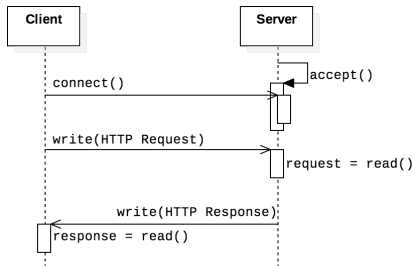 Client
Server
accept()
connect()
write(HTTP Request)
request = read()
write(HTTP Response)
response = read()